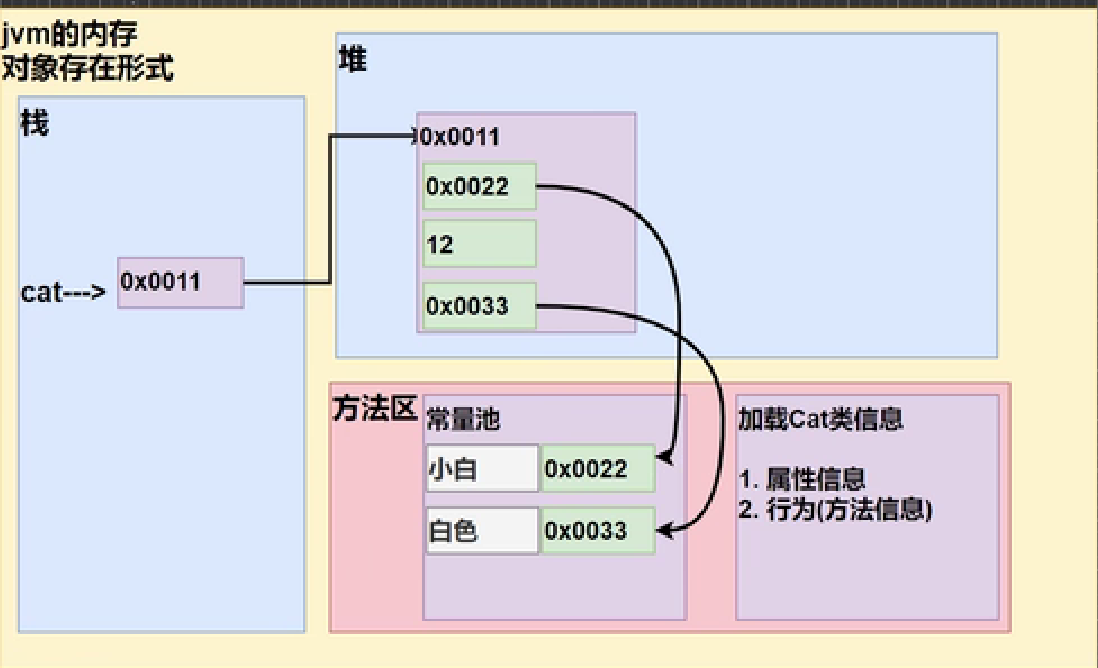 jvm的内存
对象存在形式
栈
cat--->
0x0011
堆
0x0011
0x0022
12
0x0033
方法区
常量池
小白
0x0022
白色
0x0033
加载Cat类信息
1. 属性信息
2. 行为(方法信息)